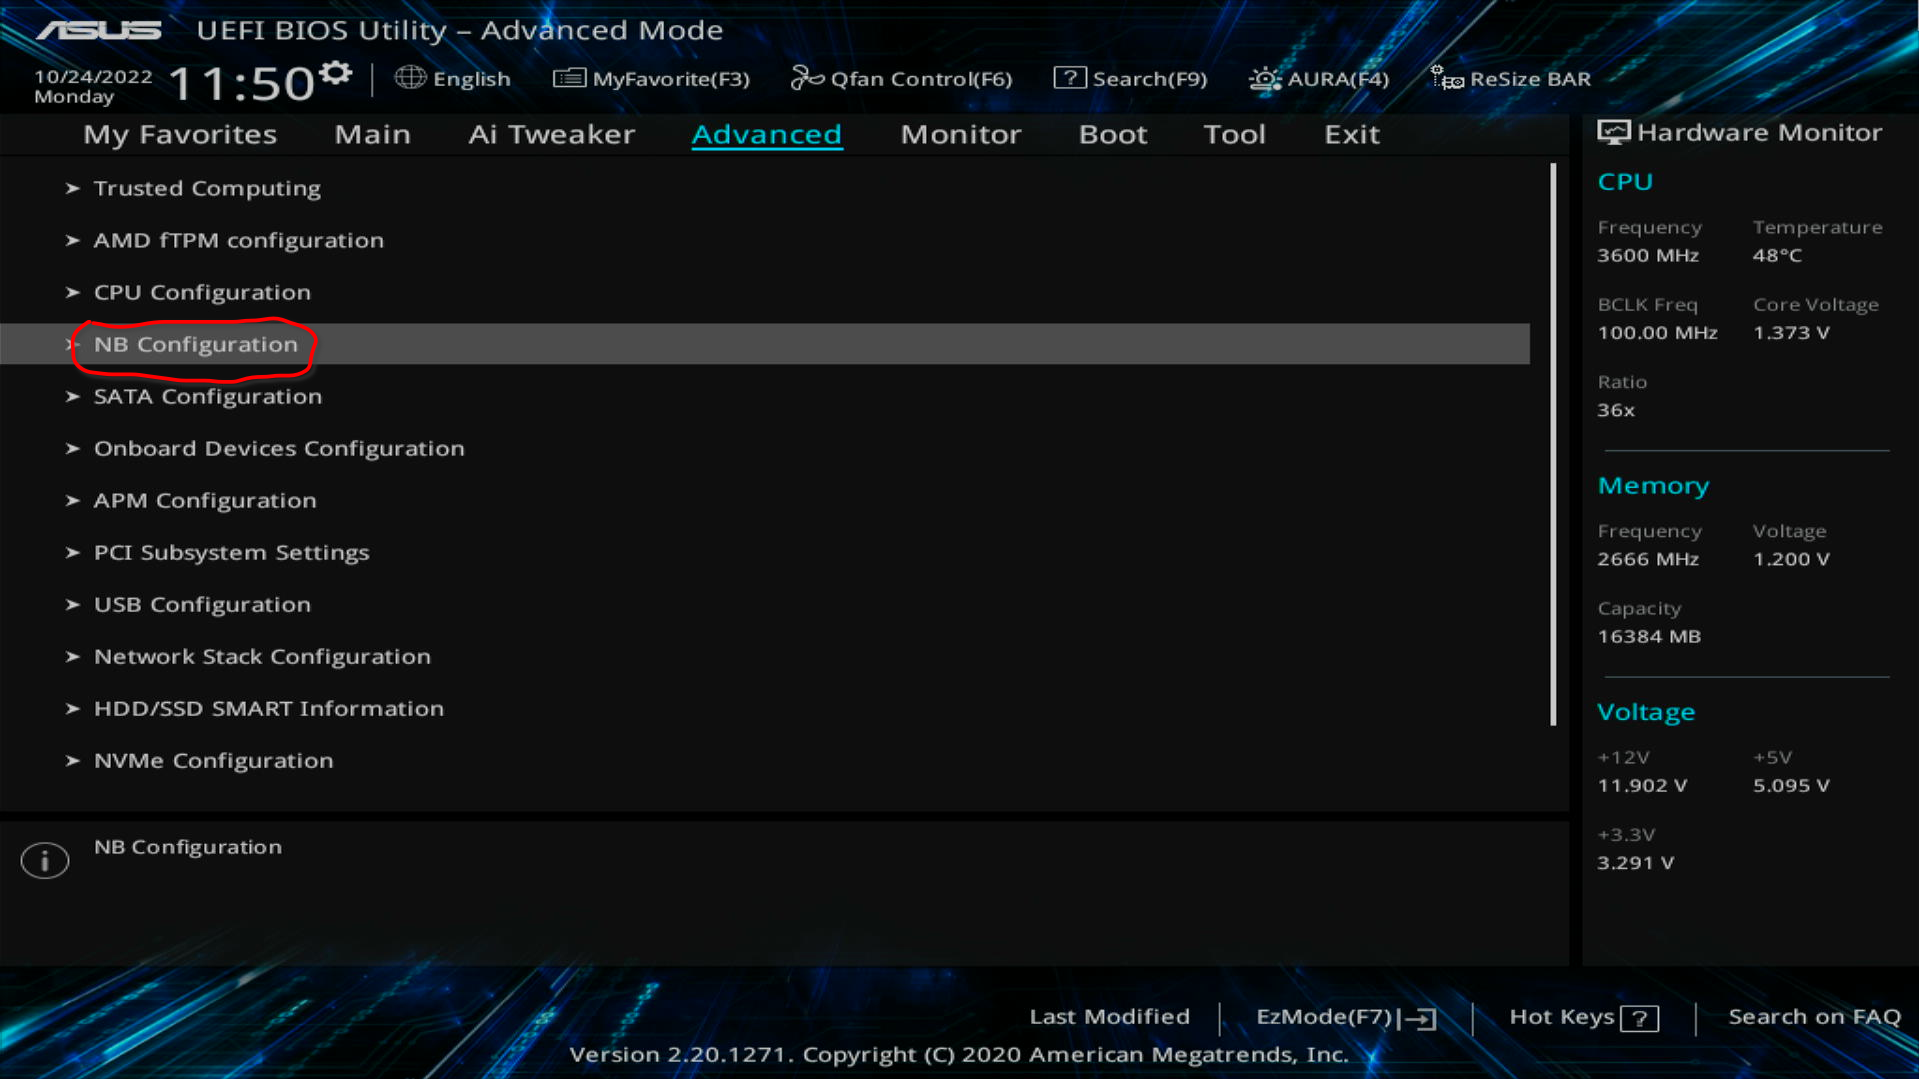 ASUS UEFI BIOS Utility – Advanced Mode
10/24/2022
Monday
11:50
English MyFavorite(F3) Qfan Control(F6) ? Search(F9) AURA(F4) ReSize BAR
My Favorites Main Ai Tweaker Advanced Monitor Boot Tool Exit
Trusted Computing
AMD fTPM configuration
CPU Configuration
NB Configuration
SATA Configuration
Onboard Devices Configuration
APM Configuration
PCI Subsystem Settings
USB Configuration
Network Stack Configuration
HDD/SSD SMART Information
NVMe Configuration
i NB Configuration
Hardware Monitor
CPU
Frequency Temperature
3600 MHz 48°C
BCLK Freq Core Voltage
100.00 MHz 1.373 V
Ratio
36x
Memory
Frequency Voltage
2666 MHz 1.200 V
Capacity
16384 MB
Voltage
+12V +5V
11.902 V 5.095 V
+3.3V
3.291 V
Last Modified EzMode(F7) Hot Keys ? Search on FAQ
Version 2.20.1271. Copyright (C) 2020 American Megatrends, Inc.